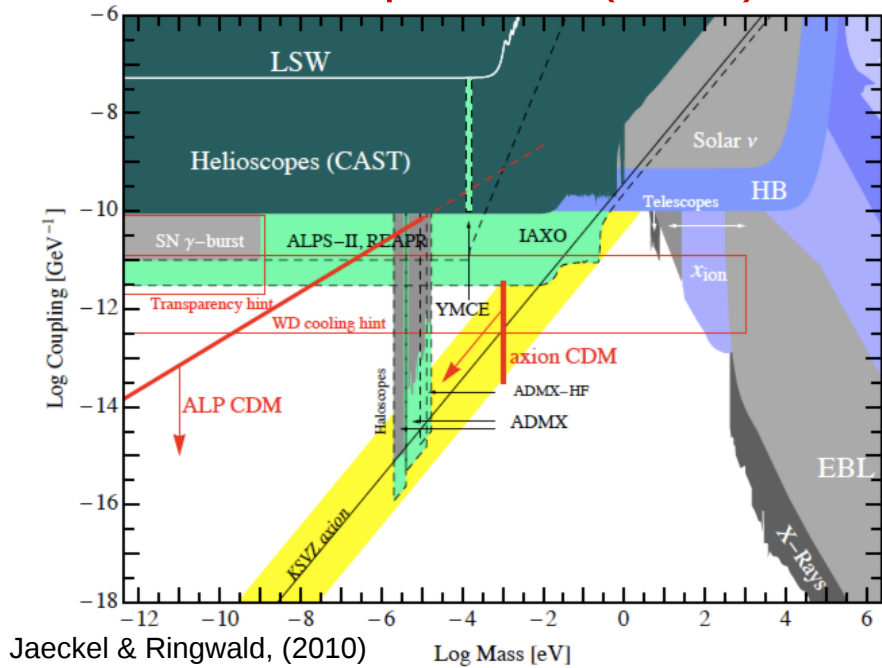 −6
−8
−10
−12
−14
−16
−18
Log Coupling [GeV⁻¹]
LSW
Helioscopes (CAST)
Solar ν
HB
Telescopes
SN γ−burst
ALPS−II, REAPR
IAXO
xion
Transparency hint
YMCE
WD cooling hint
axion CDM
ALP CDM
Haloscopes
ADMX−HF
ADMX
EBL
KSVZ axion
X−Rays
−12 −10 −8 −6 −4 −2 0 2 4 6
Log Mass [eV]
Jaeckel & Ringwald, (2010)